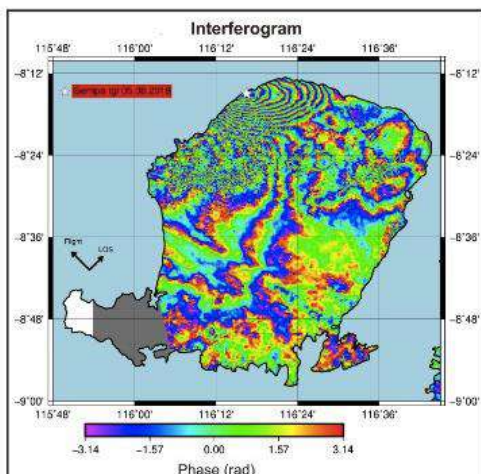 Interferogram
115˚48' 116˚00' 116˚12' 116˚24' 116˚36'
−8˚12' −8˚12'
Gempa tgl 05.08.2018
−8˚24' −8˚24'
−8˚36' −8˚36'
Flight LOS
−8˚48' −8˚48'
−9˚00' −9˚00'
115˚48' 116˚00' 116˚12' 116˚24' 116˚36'
−3.14 −1.57 0.00 1.57 3.14
Phase (rad)